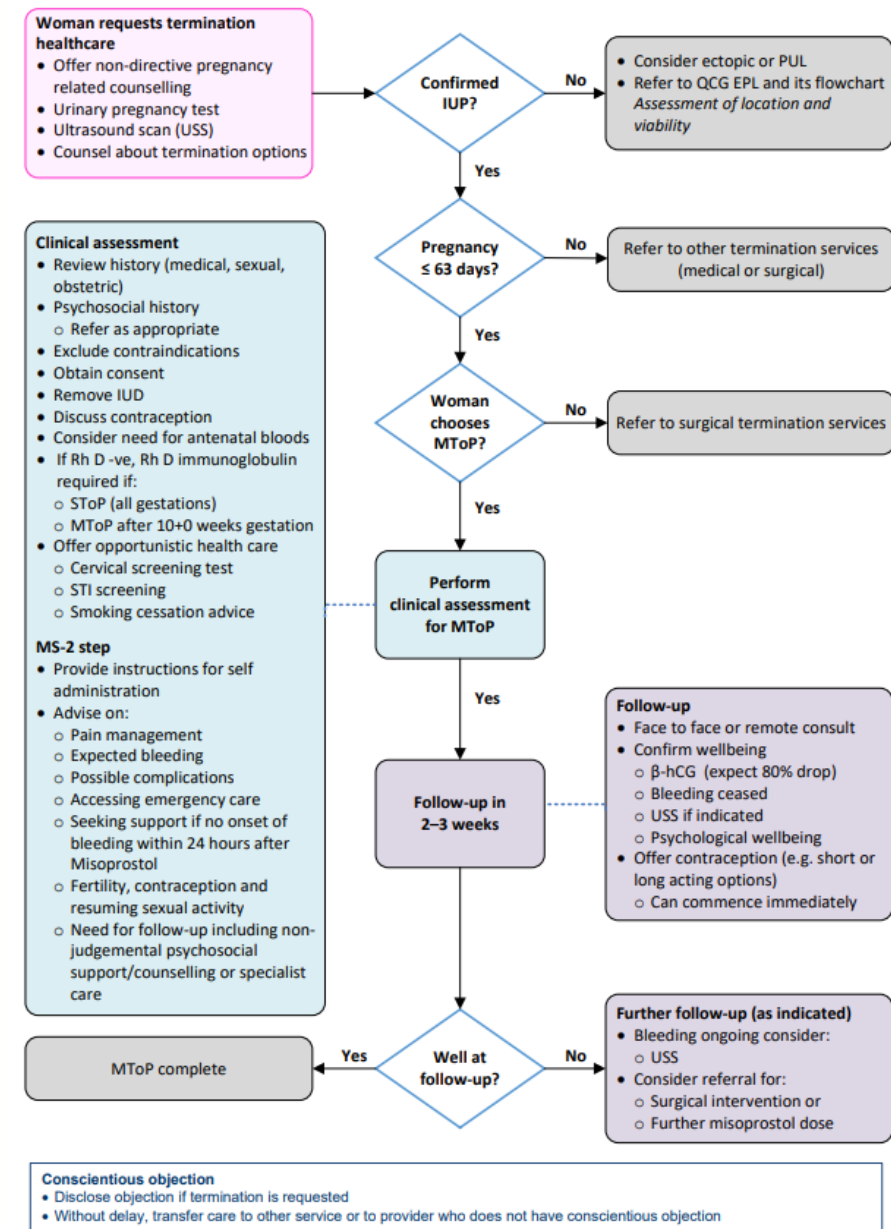 Woman requests termination
healthcare
• Offer non-directive pregnancy
related counselling
• Urinary pregnancy test
• Ultrasound scan (USS)
• Counsel about termination options
Confirmed
IUP?
No
• Consider ectopic or PUL
• Refer to QCG EPL and its flowchart
Assessment of location and
viability
Yes
Pregnancy
≤ 63 days?
No
Refer to other termination services
(medical or surgical)
Yes
Woman
chooses
MToP?
No
Refer to surgical termination services
Yes
Clinical assessment
• Review history (medical, sexual,
obstetric)
• Psychosocial history
o Refer as appropriate
• Exclude contraindications
• Obtain consent
• Remove IUD
• Discuss contraception
• Consider need for antenatal bloods
• If Rh D -ve, Rh D immunoglobulin
required if:
o SToP (all gestations)
o MToP after 10+0 weeks gestation
• Offer opportunistic health care
o Cervical screening test
o STI screening
o Smoking cessation advice
MS-2 step
• Provide instructions for self
administration
• Advise on:
o Pain management
o Expected bleeding
o Possible complications
o Accessing emergency care
o Seeking support if no onset of
bleeding within 24 hours after
Misoprostol
o Fertility, contraception and
resuming sexual activity
o Need for follow-up including non-
judgemental psychosocial
support/counselling or specialist
care
Perform
clinical assessment
for MToP
Yes
Follow-up in
2–3 weeks
Follow-up
• Face to face or remote consult
• Confirm wellbeing
o β-hCG (expect 80% drop)
o Bleeding ceased
o USS if indicated
o Psychological wellbeing
• Offer contraception (e.g. short or
long acting options)
o Can commence immediately
Well at
follow-up?
Yes
MToP complete
No
Further follow-up (as indicated)
• Bleeding ongoing consider:
o USS
• Consider referral for:
o Surgical intervention or
o Further misoprostol dose
Conscientious objection
• Disclose objection if termination is requested
• Without delay, transfer care to other service or to provider who does not have conscientious objection